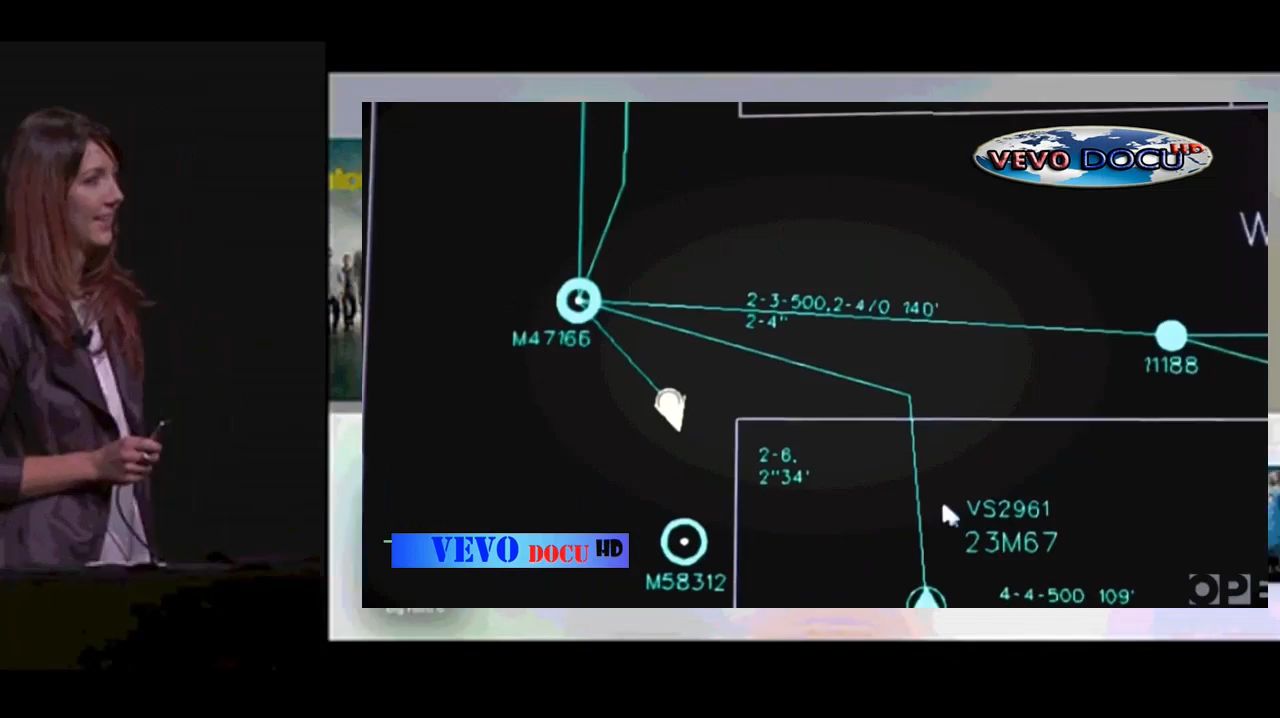 VEVO DOCU HD
W
2-3-500,2-4/0 140'
2-4"
M47166
11188
2-6,
2"34'
VS2961
23M67
VEVO DOCU HD
M58312
4-4-500 109'
OPE